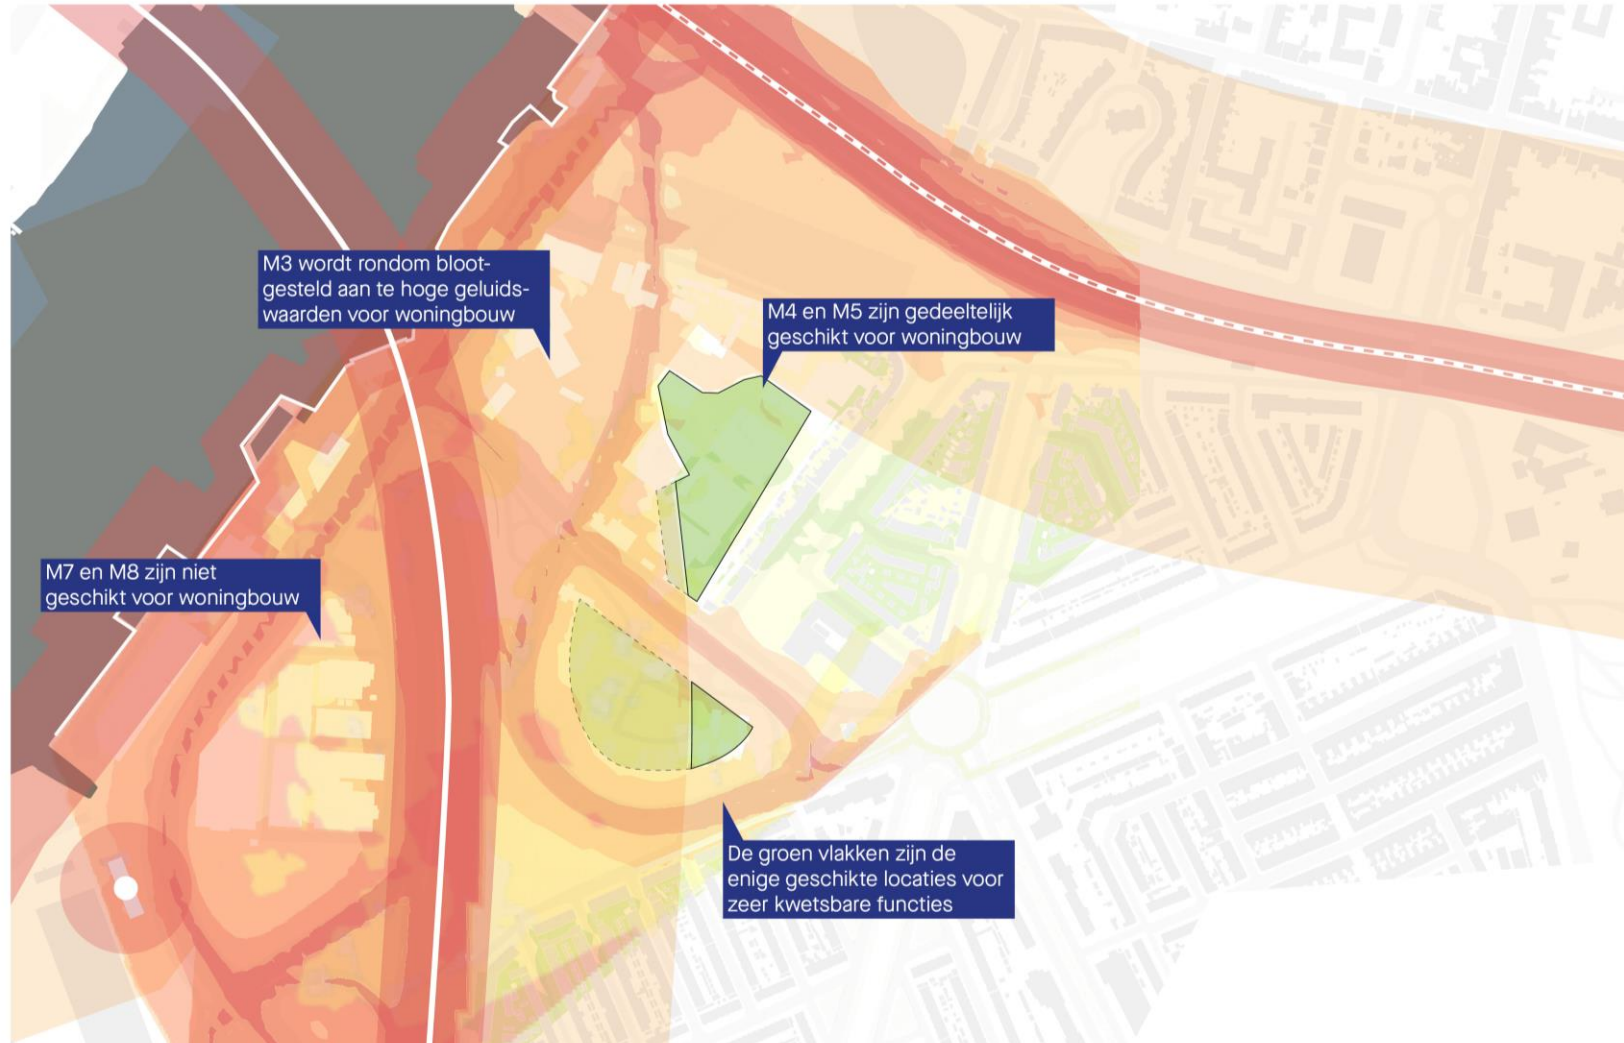 M3 wordt rondom bloot-
gesteld aan te hoge geluids-
waarden voor woningbouw
M4 en M5 zijn gedeeltelijk
geschikt voor woningbouw
M7 en M8 zijn niet
geschikt voor woningbouw
De groen vlakken zijn de
enige geschikte locaties voor
zeer kwetsbare functies